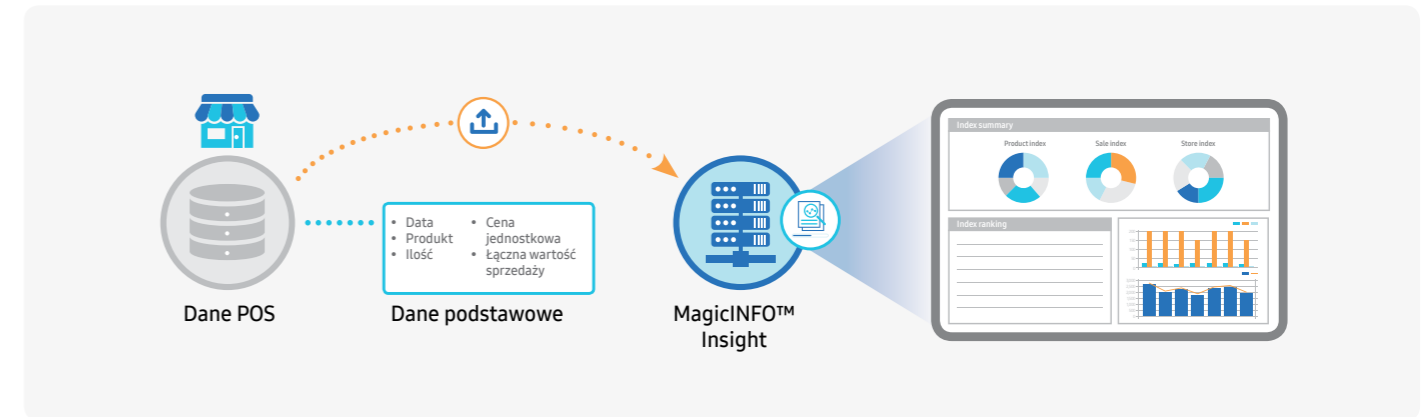 • Data
• Produkt
• Ilość
• Cena
jednostkowa
• Łączna wartość
sprzedaży
Dane POS
Dane podstawowe
MagicINFO™
Insight
Index summary
Product index
Sale index
Store index
Index ranking